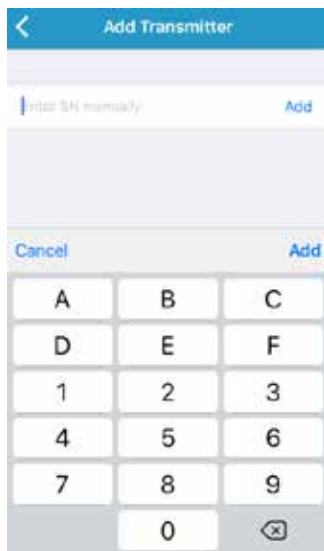 Add Transmitter
Enter SN manually Add
Cancel Add
A B C
D E F
1 2 3
4 5 6
7 8 9
0